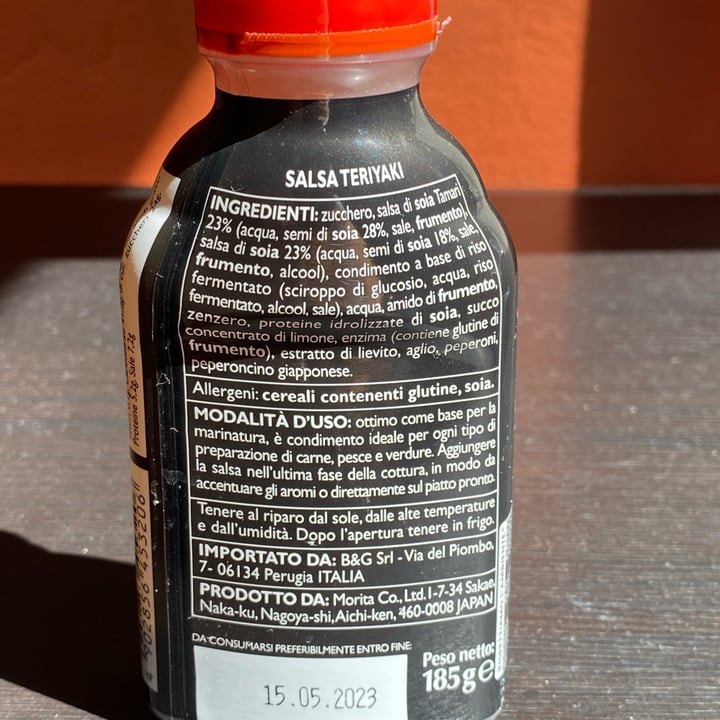 SALSA TERIYAKI
INGREDIENTI: zucchero, salsa di soia Tamari
23% (acqua, semi di soia 28%, sale, frumento),
salsa di soia 23% (acqua, semi di soia 18%, sale,
frumento, alcool), condimento a base di riso
fermentato (sciroppo di glucosio, acqua, riso
fermentato, alcool, sale), acqua, amido di frumento,
zenzero, proteine idrolizzate di soia, succo
concentrato di limone, enzima (contiene glutine di
frumento), estratto di lievito, aglio, peperoni,
peperoncino giapponese.
Allergeni: cereali contenenti glutine, soia.
MODALITÀ D'USO: ottimo come base per la
marinatura, è condimento ideale per ogni tipo di
preparazione di carne, pesce e verdure. Aggiungere
la salsa nell'ultima fase della cottura, in modo da
accentuare gli aromi o direttamente sul piatto pronto.
Tenere al riparo dal sole, dalle alte temperature
e dall'umidità. Dopo l'apertura tenere in frigo.
IMPORTATO DA: B&G Srl - Via del Piombo,
7- 06134 Perugia ITALIA
PRODOTTO DA: Morita Co., Ltd. 1-7-34 Sakae,
Naka-ku, Nagoya-shi, Aichi-ken, 460-0008 JAPAN
DA CONSUMARSI PREFERIBILMENTE ENTRO FINE:
15.05.2023
Peso netto:
185g e
Proteine 5,2g, Sale 7,2g